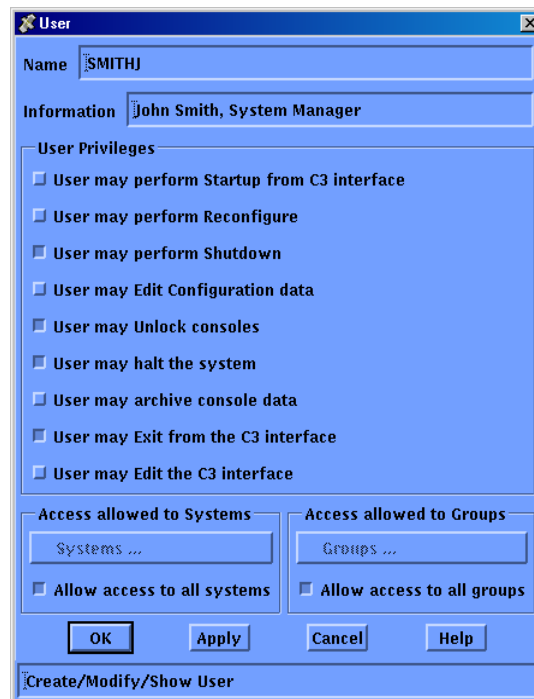 User
Name SMITHJ
Information John Smith, System Manager
User Privileges
User may perform Startup from C3 interface
User may perform Reconfigure
User may perform Shutdown
User may Edit Configuration data
User may Unlock consoles
User may halt the system
User may archive console data
User may Exit from the C3 interface
User may Edit the C3 interface
Access allowed to Systems
Systems ...
Allow access to all systems
Access allowed to Groups
Groups ...
Allow access to all groups
OK Apply Cancel Help
Create/Modify/Show User